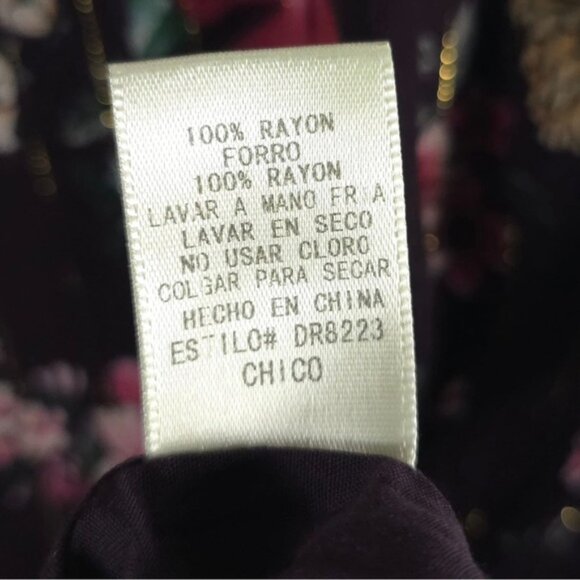 100% RAYON
FORRO
100% RAYON
LAVAR A MANO FR A
LAVAR EN SECO
NO USAR CLORO
COLGAR PARA SECAR
HECHO EN CHINA
ESTILO# DR8223
CHICO